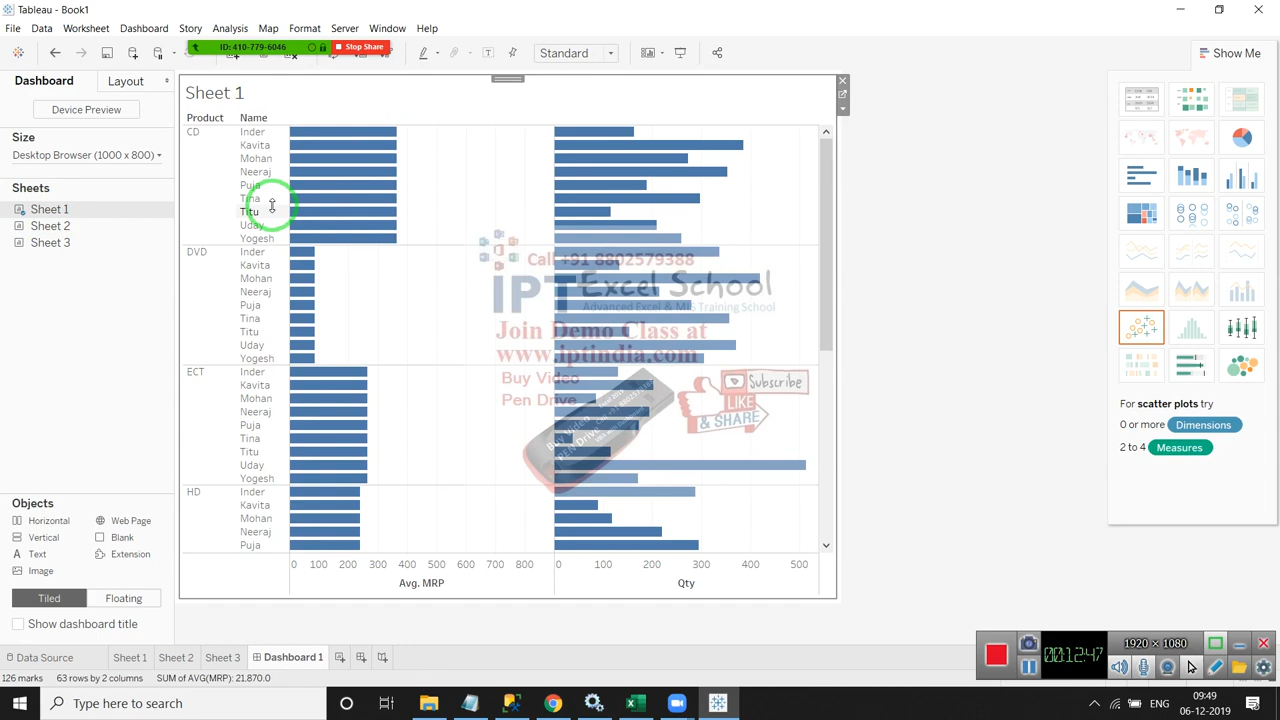 Tableau - Book1
File Data Worksheet Dashboard Story Analysis Map Format Server Window Help
ID: 410-779-6046 Stop Share
Standard
Show Me
Dashboard Layout
Device Preview
Size
Desktop Browser (1000 x 800)
Sheets
Sheet 1
Sheet 2
Sheet 3
Objects
Horizontal Web Page
Vertical Blank
Text Extension
Image
Tiled Floating
Show dashboard title
Sheet 1
Product Name
CD Inder
Kavita
Mohan
Neeraj
Puja
Tina
Titu
Uday
Yogesh
DVD Inder
Kavita
Mohan
Neeraj
Puja
Tina
Titu
Uday
Yogesh
ECT Inder
Kavita
Mohan
Neeraj
Puja
Tina
Titu
Uday
Yogesh
HD Inder
Kavita
Mohan
Neeraj
Puja
0 100 200 300 400 500 600 700 800
Avg. MRP
0 100 200 300 400 500
Qty
Call +91 8802579388
IPT Excel School
Advanced Excel & MIS Training School
Join Demo Class at
www.iptindia.com
Buy Video
Pen Drive
Subscribe
LIKE
& SHARE
For scatter plots try
0 or more Dimensions
2 to 4 Measures
1920 × 1080
00:12:47
Data Source Sheet 1 Sheet 2 Sheet 3 Dashboard 1
126 marks 63 rows by 2 columns SUM of AVG(MRP): 21,870.0
Type here to search
ENG
09:49
06-12-2019